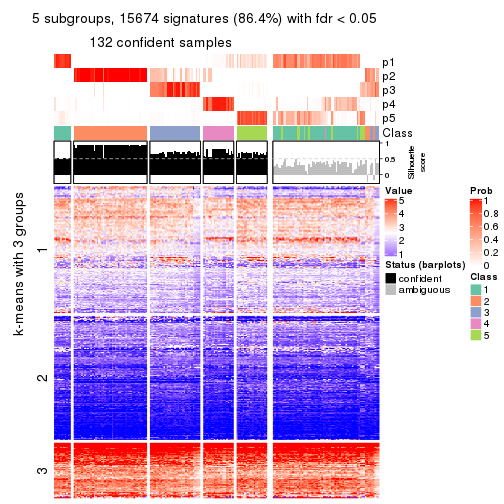 5 subgroups, 15674 signatures (86.4%) with fdr < 0.05
132 confident samples
p1
p2
p3
p4
p5
Class
1
0.5
0
Silhouette
score
k-means with 3 groups
1
2
3
Value
5
4
3
2
1
Status (barplots)
confident
ambiguous
Prob
1
0.8
0.6
0.4
0.2
0
Class
1
2
3
4
5